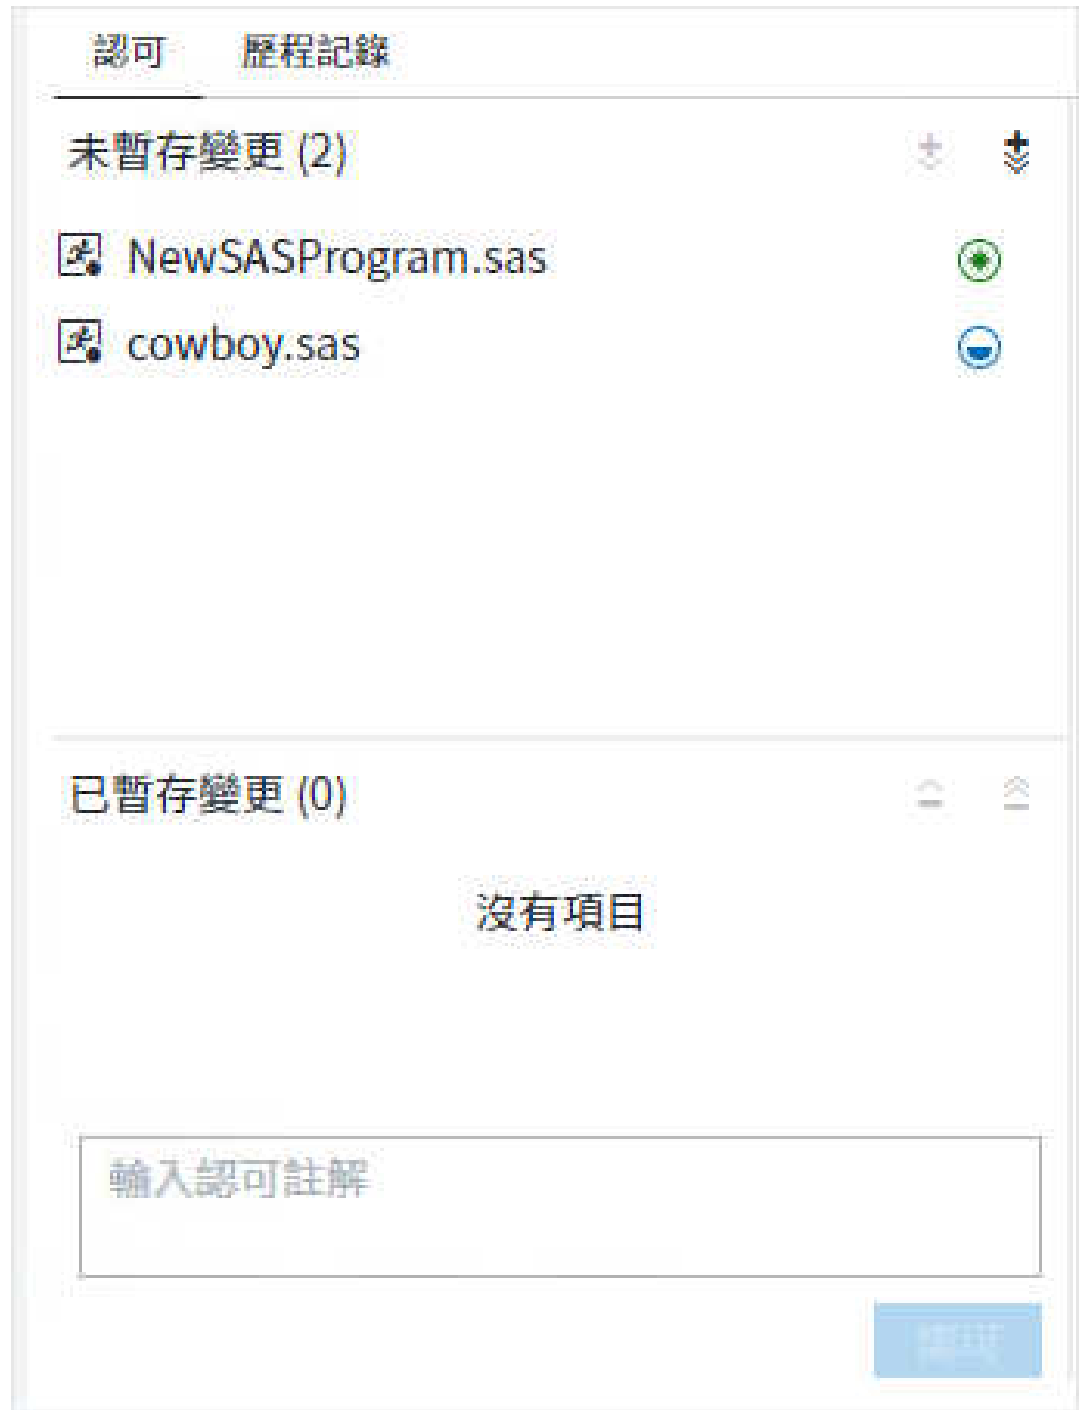 認可 歷程記錄
未暫存變更 (2)
NewSASProgram.sas
cowboy.sas
已暫存變更 (0)
沒有項目
輸入認可註解